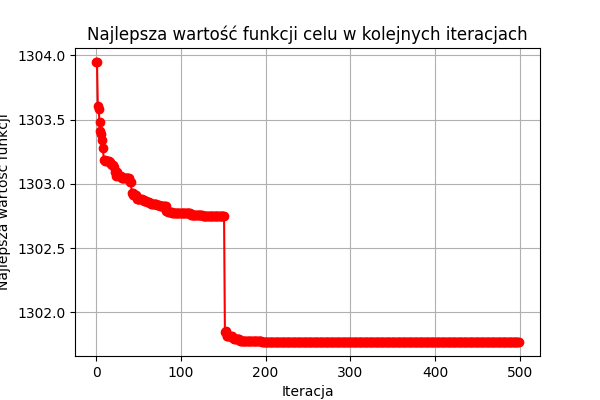 Najlepsza wartość funkcji celu w kolejnych iteracjach
Najlepsza wartość funkcji
1304.0
1303.5
1303.0
1302.5
1302.0
0 100 200 300 400 500
Iteracja